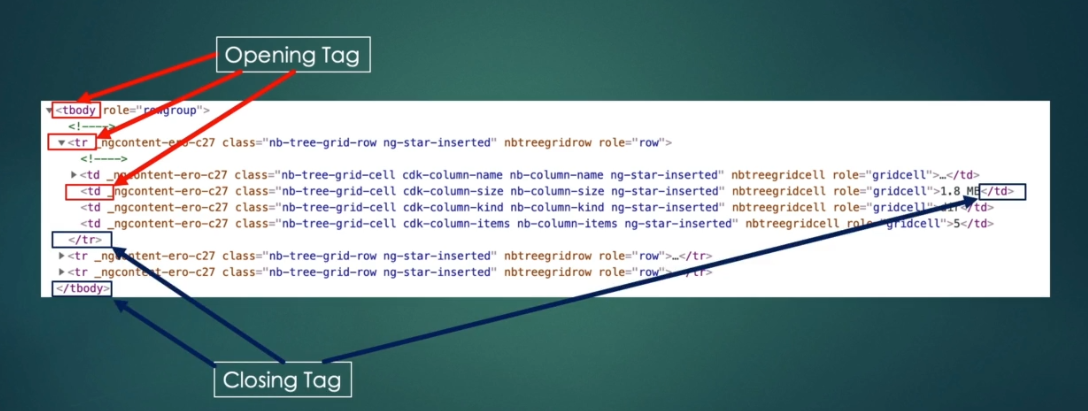 Opening Tag
▼<tbody role="rowgroup">
<!---->
▼<tr _ngcontent-ero-c27 class="nb-tree-grid-row ng-star-inserted" nbtreegridrow role="row">
<!---->
▶<td _ngcontent-ero-c27 class="nb-tree-grid-cell cdk-column-name nb-column-name ng-star-inserted" nbtreegridcell role="gridcell">…</td>
<td _ngcontent-ero-c27 class="nb-tree-grid-cell cdk-column-size nb-column-size ng-star-inserted" nbtreegridcell role="gridcell">1.8 MB</td>
<td _ngcontent-ero-c27 class="nb-tree-grid-cell cdk-column-kind nb-column-kind ng-star-inserted" nbtreegridcell role="gridcell">dir</td>
<td _ngcontent-ero-c27 class="nb-tree-grid-cell cdk-column-items nb-column-items ng-star-inserted" nbtreegridcell role="gridcell">5</td>
</tr>
▶<tr _ngcontent-ero-c27 class="nb-tree-grid-row ng-star-inserted" nbtreegridrow role="row">…</tr>
▶<tr _ngcontent-ero-c27 class="nb-tree-grid-row ng-star-inserted" nbtreegridrow role="row">…</tr>
</tbody>
Closing Tag